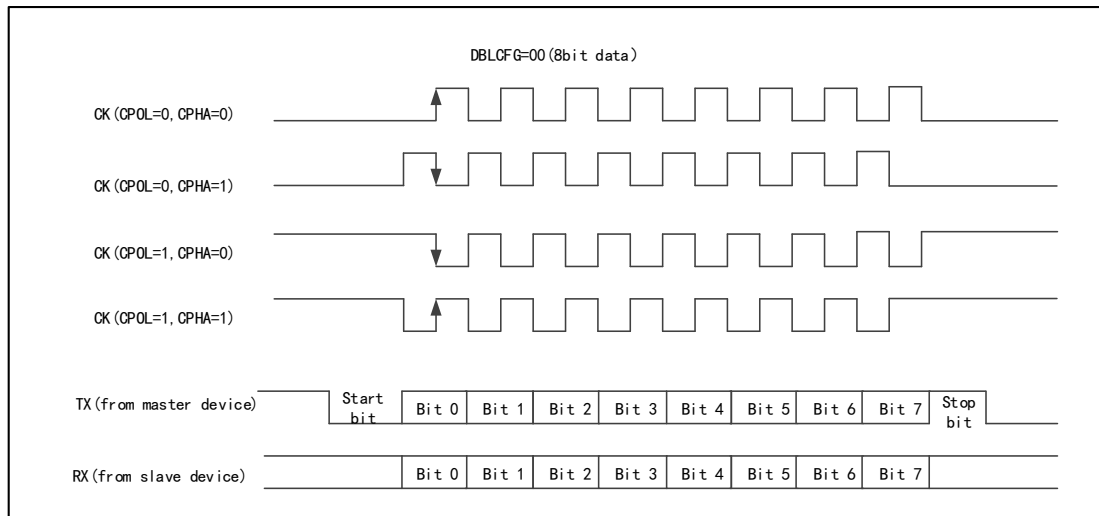 DBLCFG=00(8bit data)
CK(CPOL=0,CPHA=0)
CK(CPOL=0,CPHA=1)
CK(CPOL=1,CPHA=0)
CK(CPOL=1,CPHA=1)
TX(from master device)
Start
bit
Bit 0 Bit 1 Bit 2 Bit 3 Bit 4 Bit 5 Bit 6 Bit 7
Stop
bit
RX(from slave device)
Bit 0 Bit 1 Bit 2 Bit 3 Bit 4 Bit 5 Bit 6 Bit 7